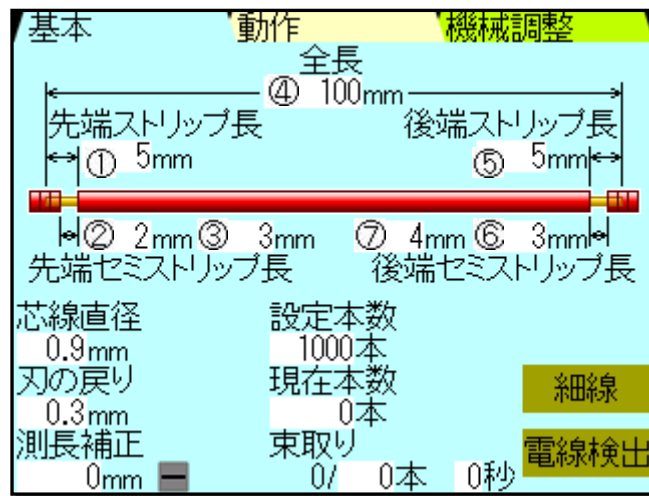 基本 動作 機械調整
全長
④ 100mm
先端ストリップ長 後端ストリップ長
① 5mm ⑤ 5mm
② 2mm ③ 3mm ⑦ 4mm ⑥ 3mm
先端セミストリップ長 後端セミストリップ長
芯線直径 設定本数
0.9mm 1000本
刃の戻り 現在本数 細線
0.3mm 0本
測長補正 束取り 電線検出
0mm 0/ 0本 0秒